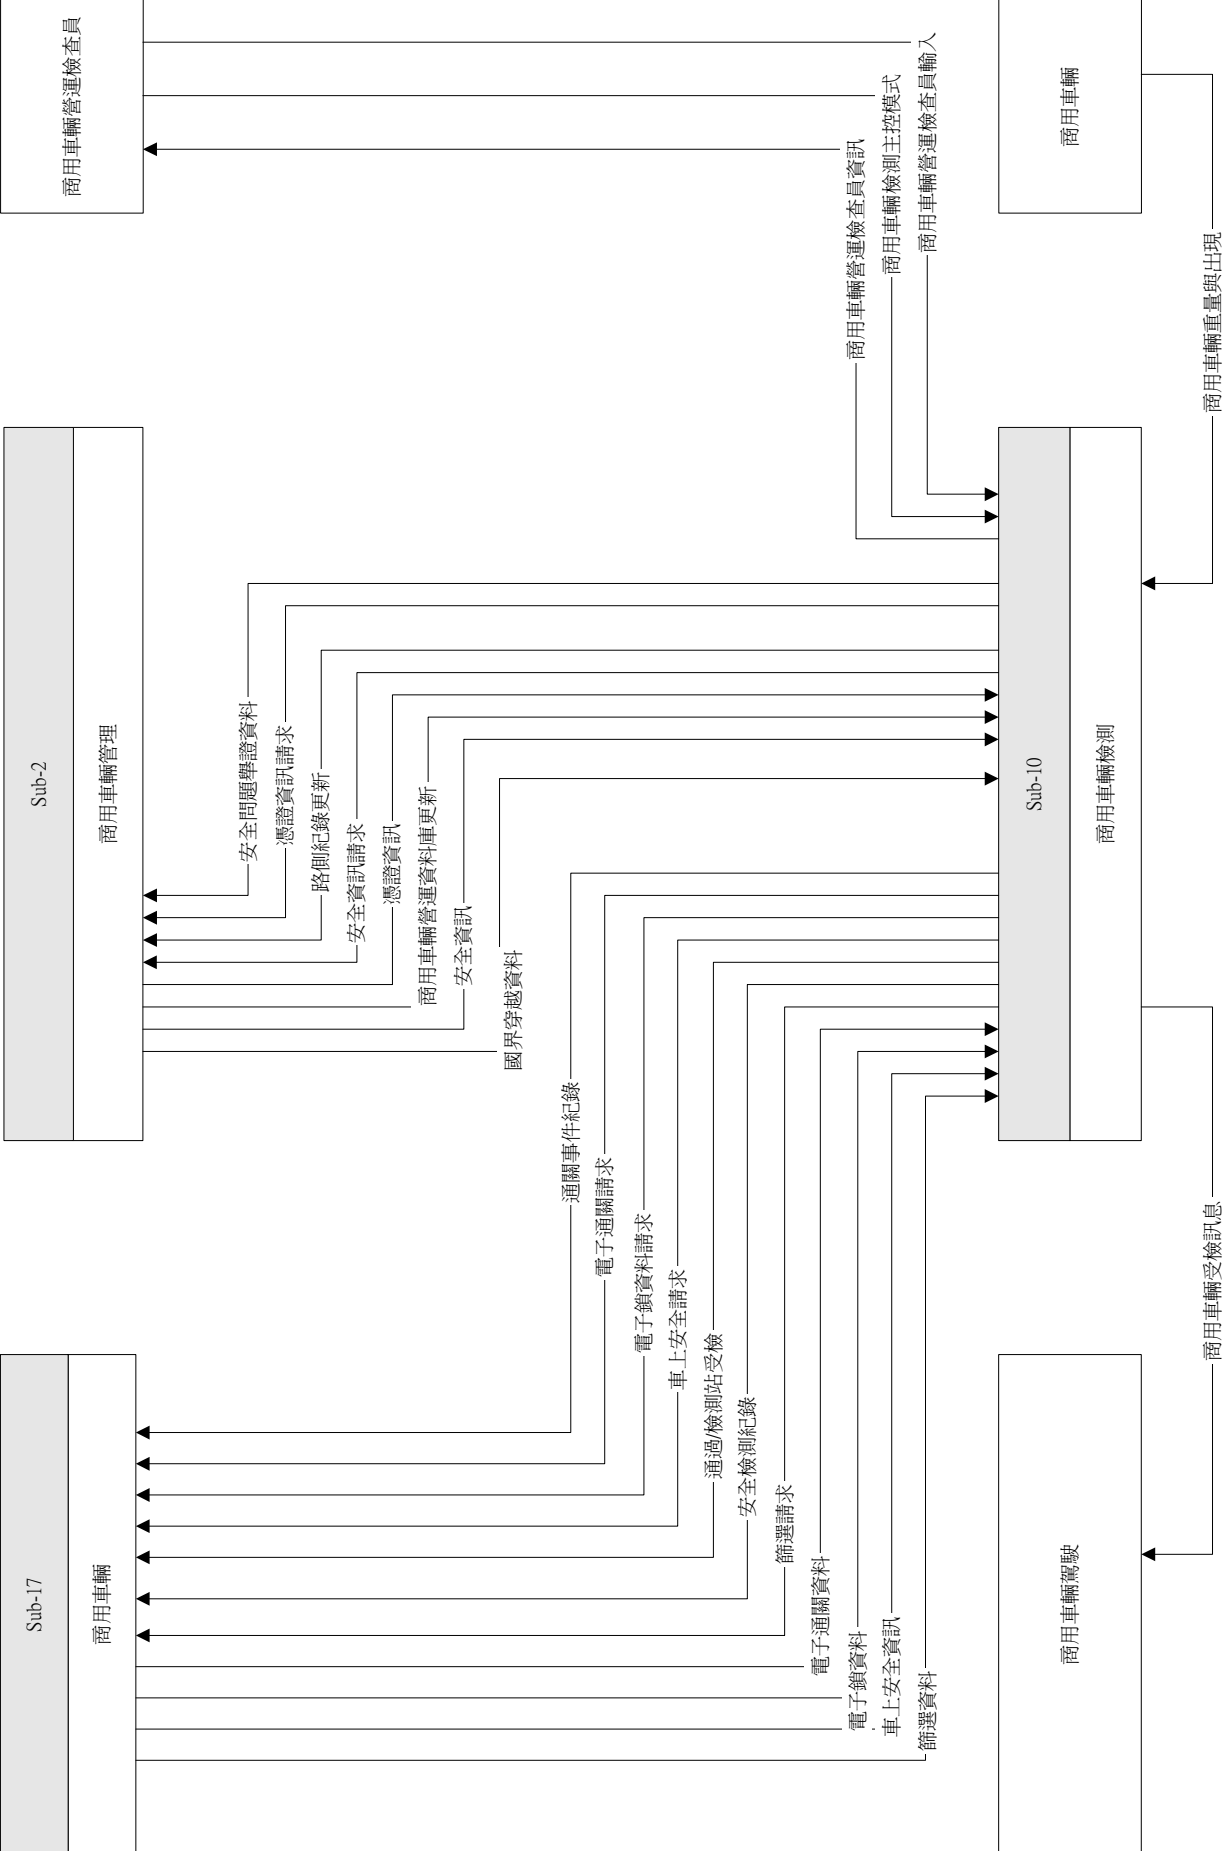 Sub-17
商用車輛
Sub-2
商用車輛管理
商用車輛營運檢查員
安全問題舉證資料
憑證資訊請求
路側紀錄更新
安全資訊請求
憑證資訊
商用車輛營運資料庫更新
安全資訊
國界穿越資料
通關事件紀錄
電子通關請求
電子鎖資料請求
車上安全請求
通過/檢測站受檢
安全檢測紀錄
篩選請求
電子通關資料
電子鎖資料
車上安全資訊
篩選資料
商用車輛營運檢查員資訊
商用車輛檢測主控模式
商用車輛營運檢查員輸入
商用車輛駕駛
Sub-10
商用車輛檢測
商用車輛
商用車輛受檢訊息
商用車輛重量與出現